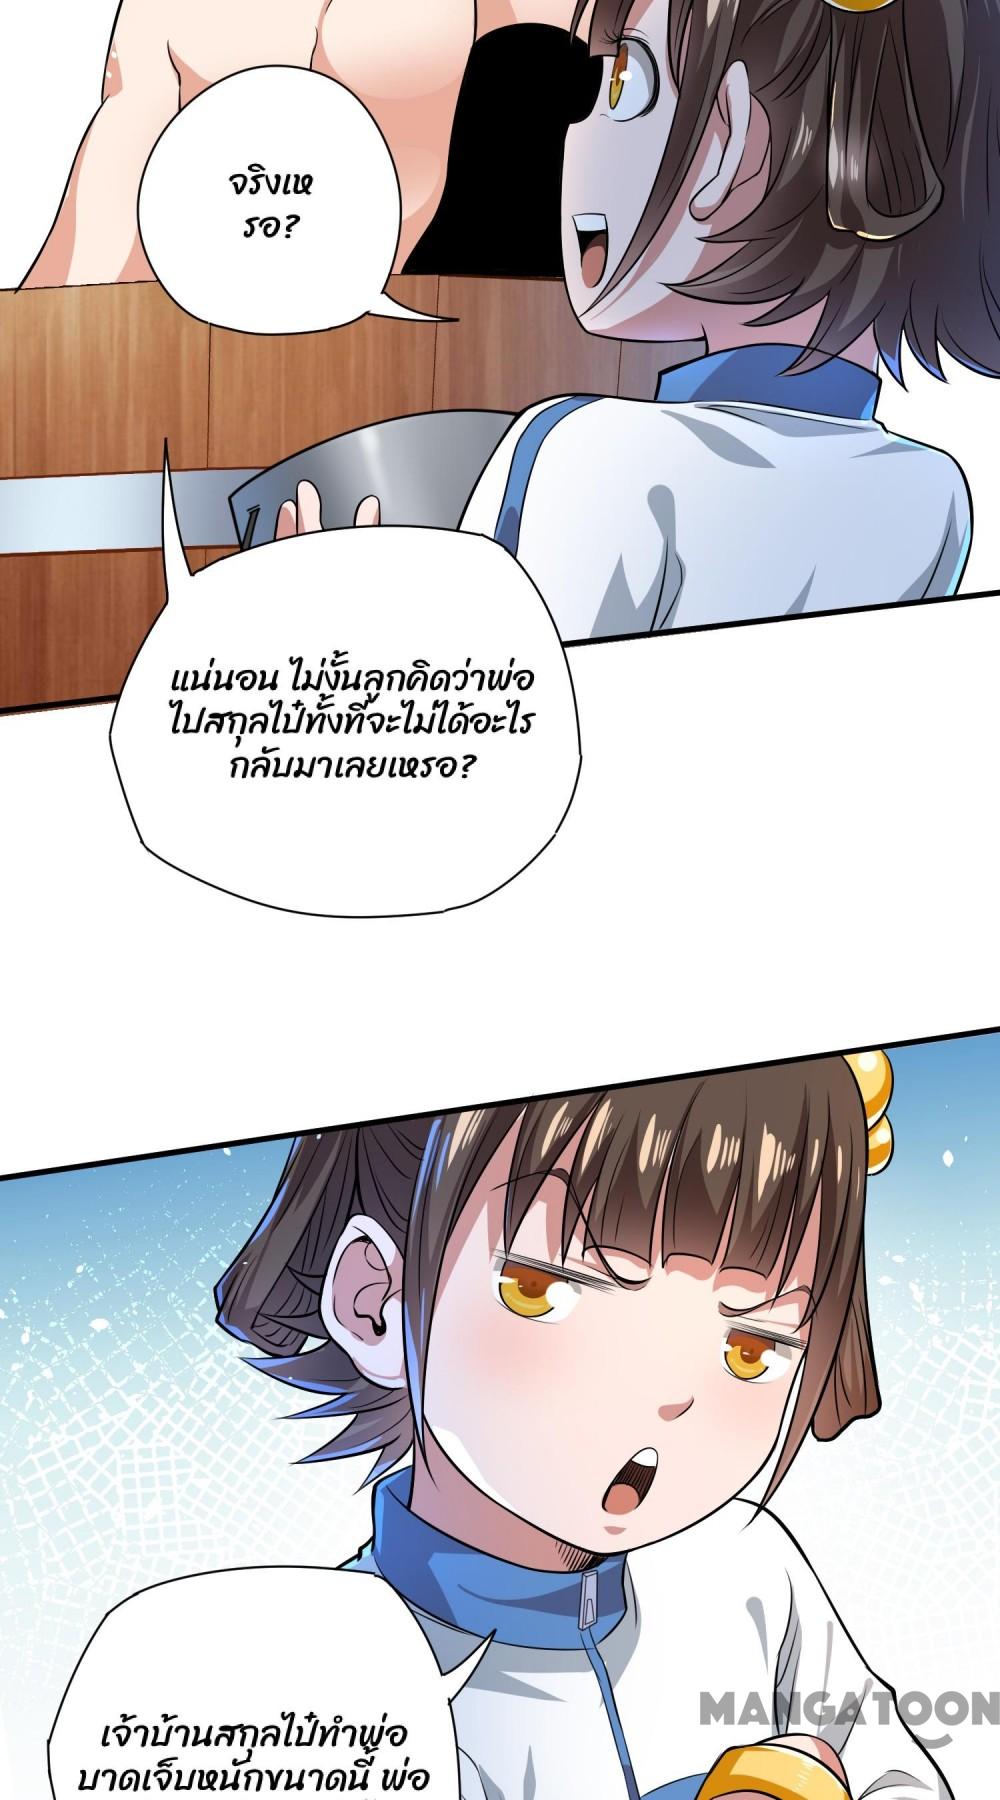 จริงเห
รอ?
แน่นอน ไม่งั้นลูกคิดว่าพ่อ
ไปสกุลไป๋ทั้งทีจะไม่ได้อะไร
กลับมาเลยเหรอ?
เจ้าบ้านสกุลไป๋ทำพ่อ
บาดเจ็บหนักขนาดนี้ พ่อ
MANGATOON